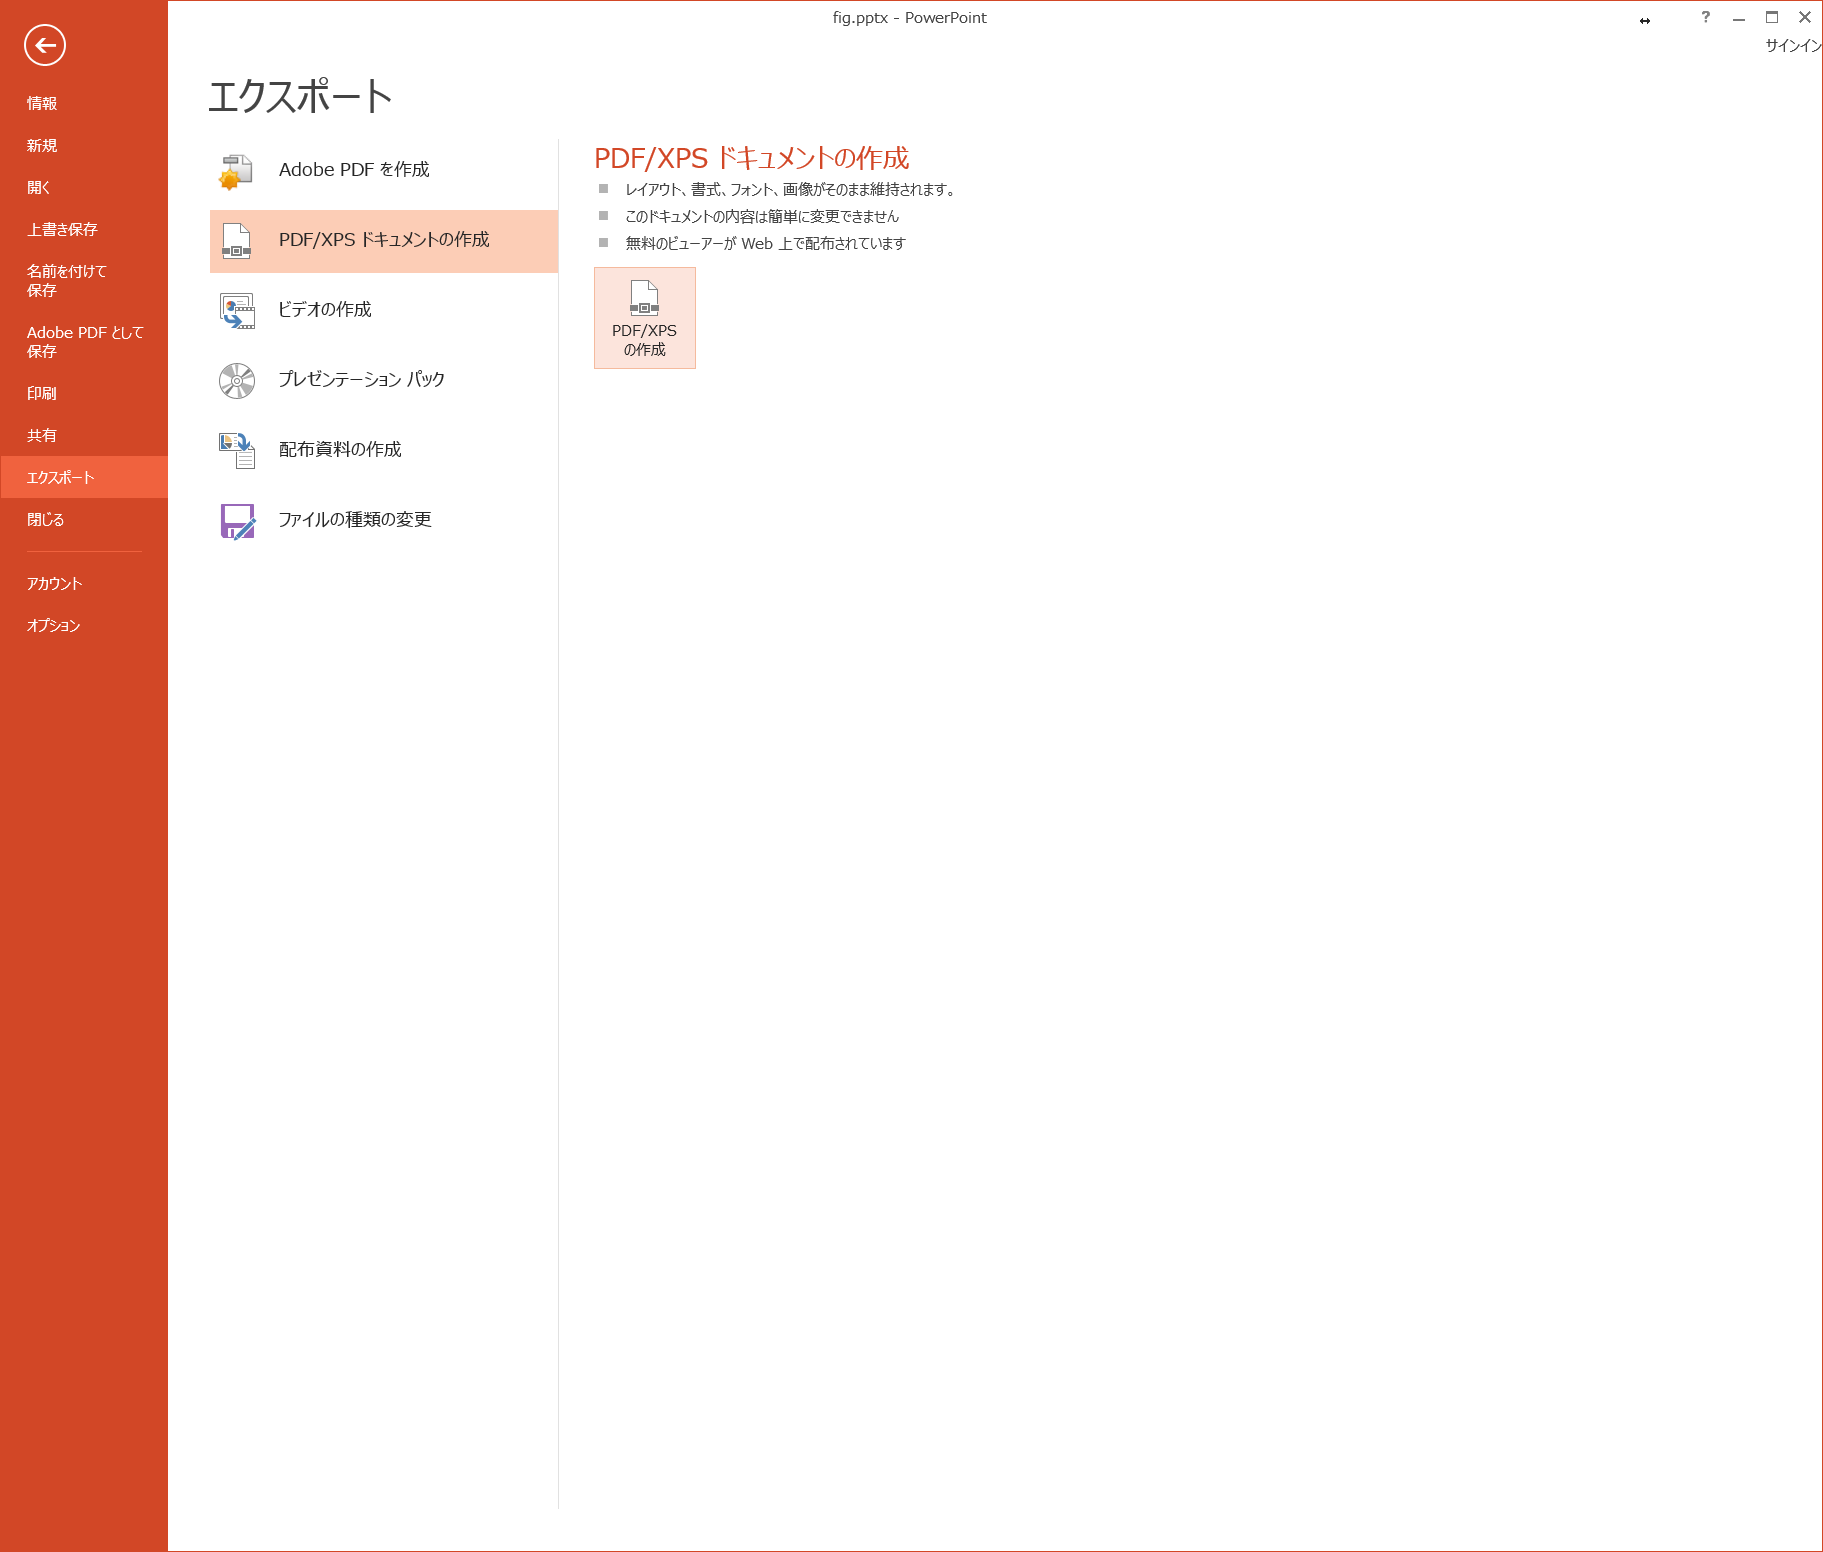 fig.pptx - PowerPoint
?
サインイン
情報
新規
開く
上書き保存
名前を付けて
保存
Adobe PDF として
保存
印刷
共有
エクスポート
閉じる
アカウント
オプション
エクスポート
Adobe PDF を作成
PDF/XPS ドキュメントの作成
ビデオの作成
プレゼンテーション パック
配布資料の作成
ファイルの種類の変更
PDF/XPS ドキュメントの作成
レイアウト、書式、フォント、画像がそのまま維持されます。
このドキュメントの内容は簡単に変更できません
無料のビューアーが Web 上で配布されています
PDF/XPS
の作成